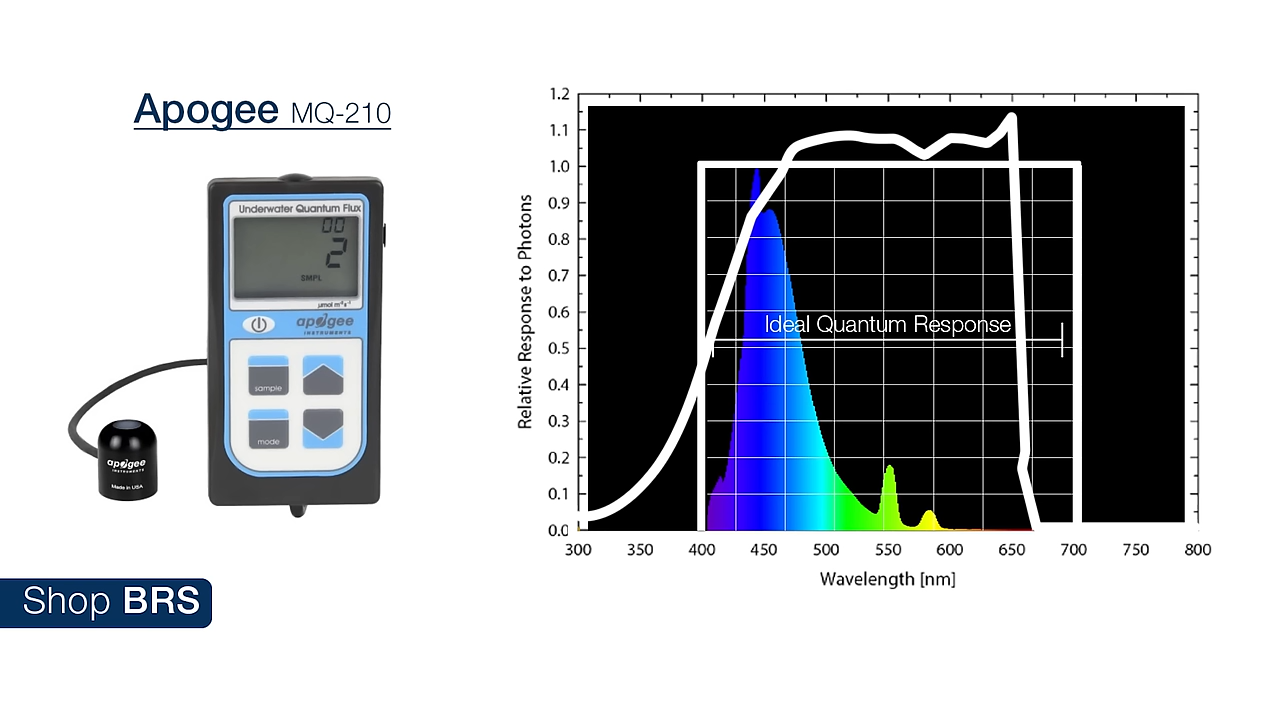 Apogee MQ-210
Underwater Quantum Flux
00
2
SMPL
µmol m⁻² s⁻¹
apogee
INSTRUMENTS
sample
mode
apogee
INSTRUMENTS
Made in USA
Shop BRS
Relative Response to Photons
1.2
1.1
1.0
0.9
0.8
0.7
0.6
0.5
0.4
0.3
0.2
0.1
0.0
Ideal Quantum Response
300 350 400 450 500 550 600 650 700 750 800
Wavelength [nm]